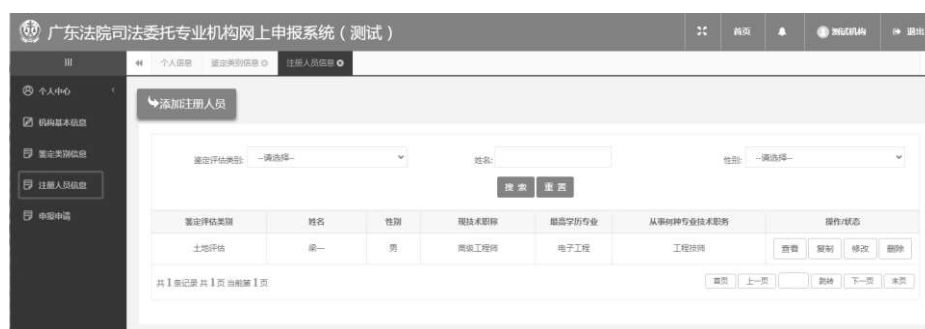 广东法院司法委托专业机构网上申报系统（测试）
首页
测试机构
退出
个人信息
鉴定类别信息
注册人员信息
个人中心
机构基本信息
鉴定类别信息
注册人员信息
申报申请
添加注册人员
鉴定评估类别: --请选择--
姓名:
性别: --请选择--
搜 索 重 置
鉴定评估类别 姓名 性别 现技术职称 最高学历专业 从事何种专业技术职务 操作/状态
土地评估 梁一 男 高级工程师 电子工程 工程技师 查看 复制 修改 删除
共 1 条记录 共 1 页 当前第 1 页
首页 上一页 跳转 下一页 末页